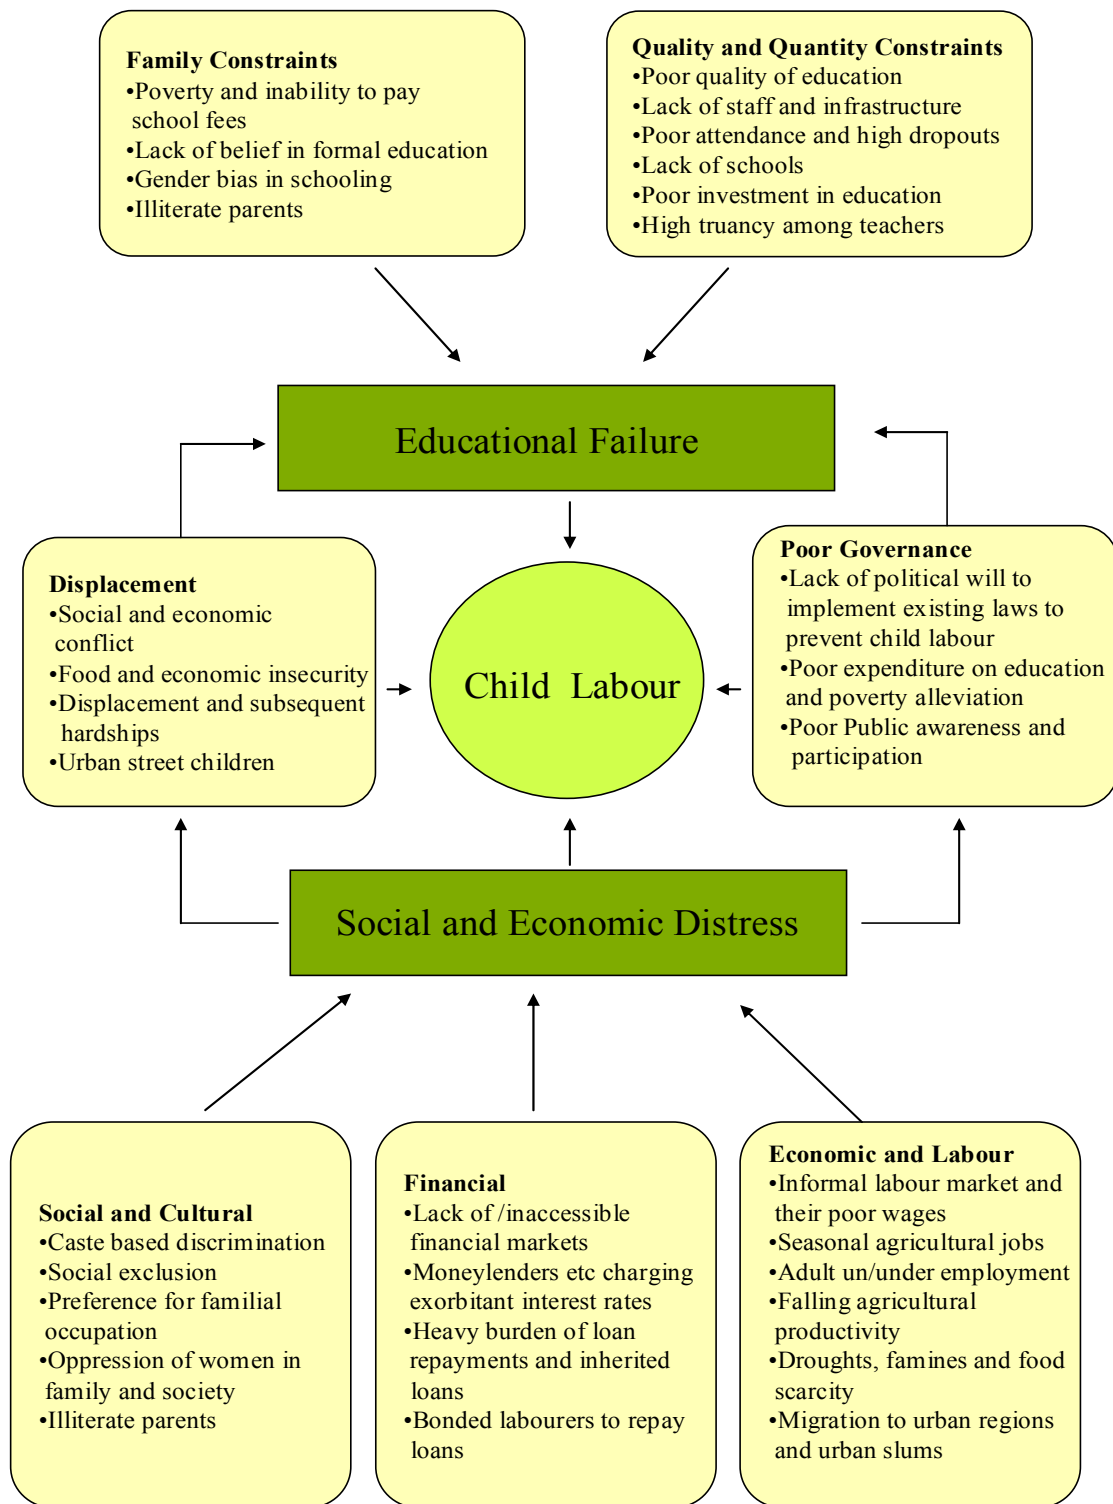 Family Constraints
•Poverty and inability to pay
school fees
•Lack of belief in formal education
•Gender bias in schooling
•Illiterate parents
Quality and Quantity Constraints
•Poor quality of education
•Lack of staff and infrastructure
•Poor attendance and high dropouts
•Lack of schools
•Poor investment in education
•High truancy among teachers
Educational Failure
Displacement
•Social and economic
conflict
•Food and economic insecurity
•Displacement and subsequent
hardships
•Urban street children
Child Labour
Poor Governance
•Lack of political will to
implement existing laws to
prevent child labour
•Poor expenditure on education
and poverty alleviation
•Poor Public awareness and
participation
Social and Economic Distress
Social and Cultural
•Caste based discrimination
•Social exclusion
•Preference for familial
occupation
•Oppression of women in
family and society
•Illiterate parents
Financial
•Lack of /inaccessible
financial markets
•Moneylenders etc charging
exorbitant interest rates
•Heavy burden of loan
repayments and inherited
loans
•Bonded labourers to repay
loans
Economic and Labour
•Informal labour market and
their poor wages
•Seasonal agricultural jobs
•Adult un/under employment
•Falling agricultural
productivity
•Droughts, famines and food
scarcity
•Migration to urban regions
and urban slums